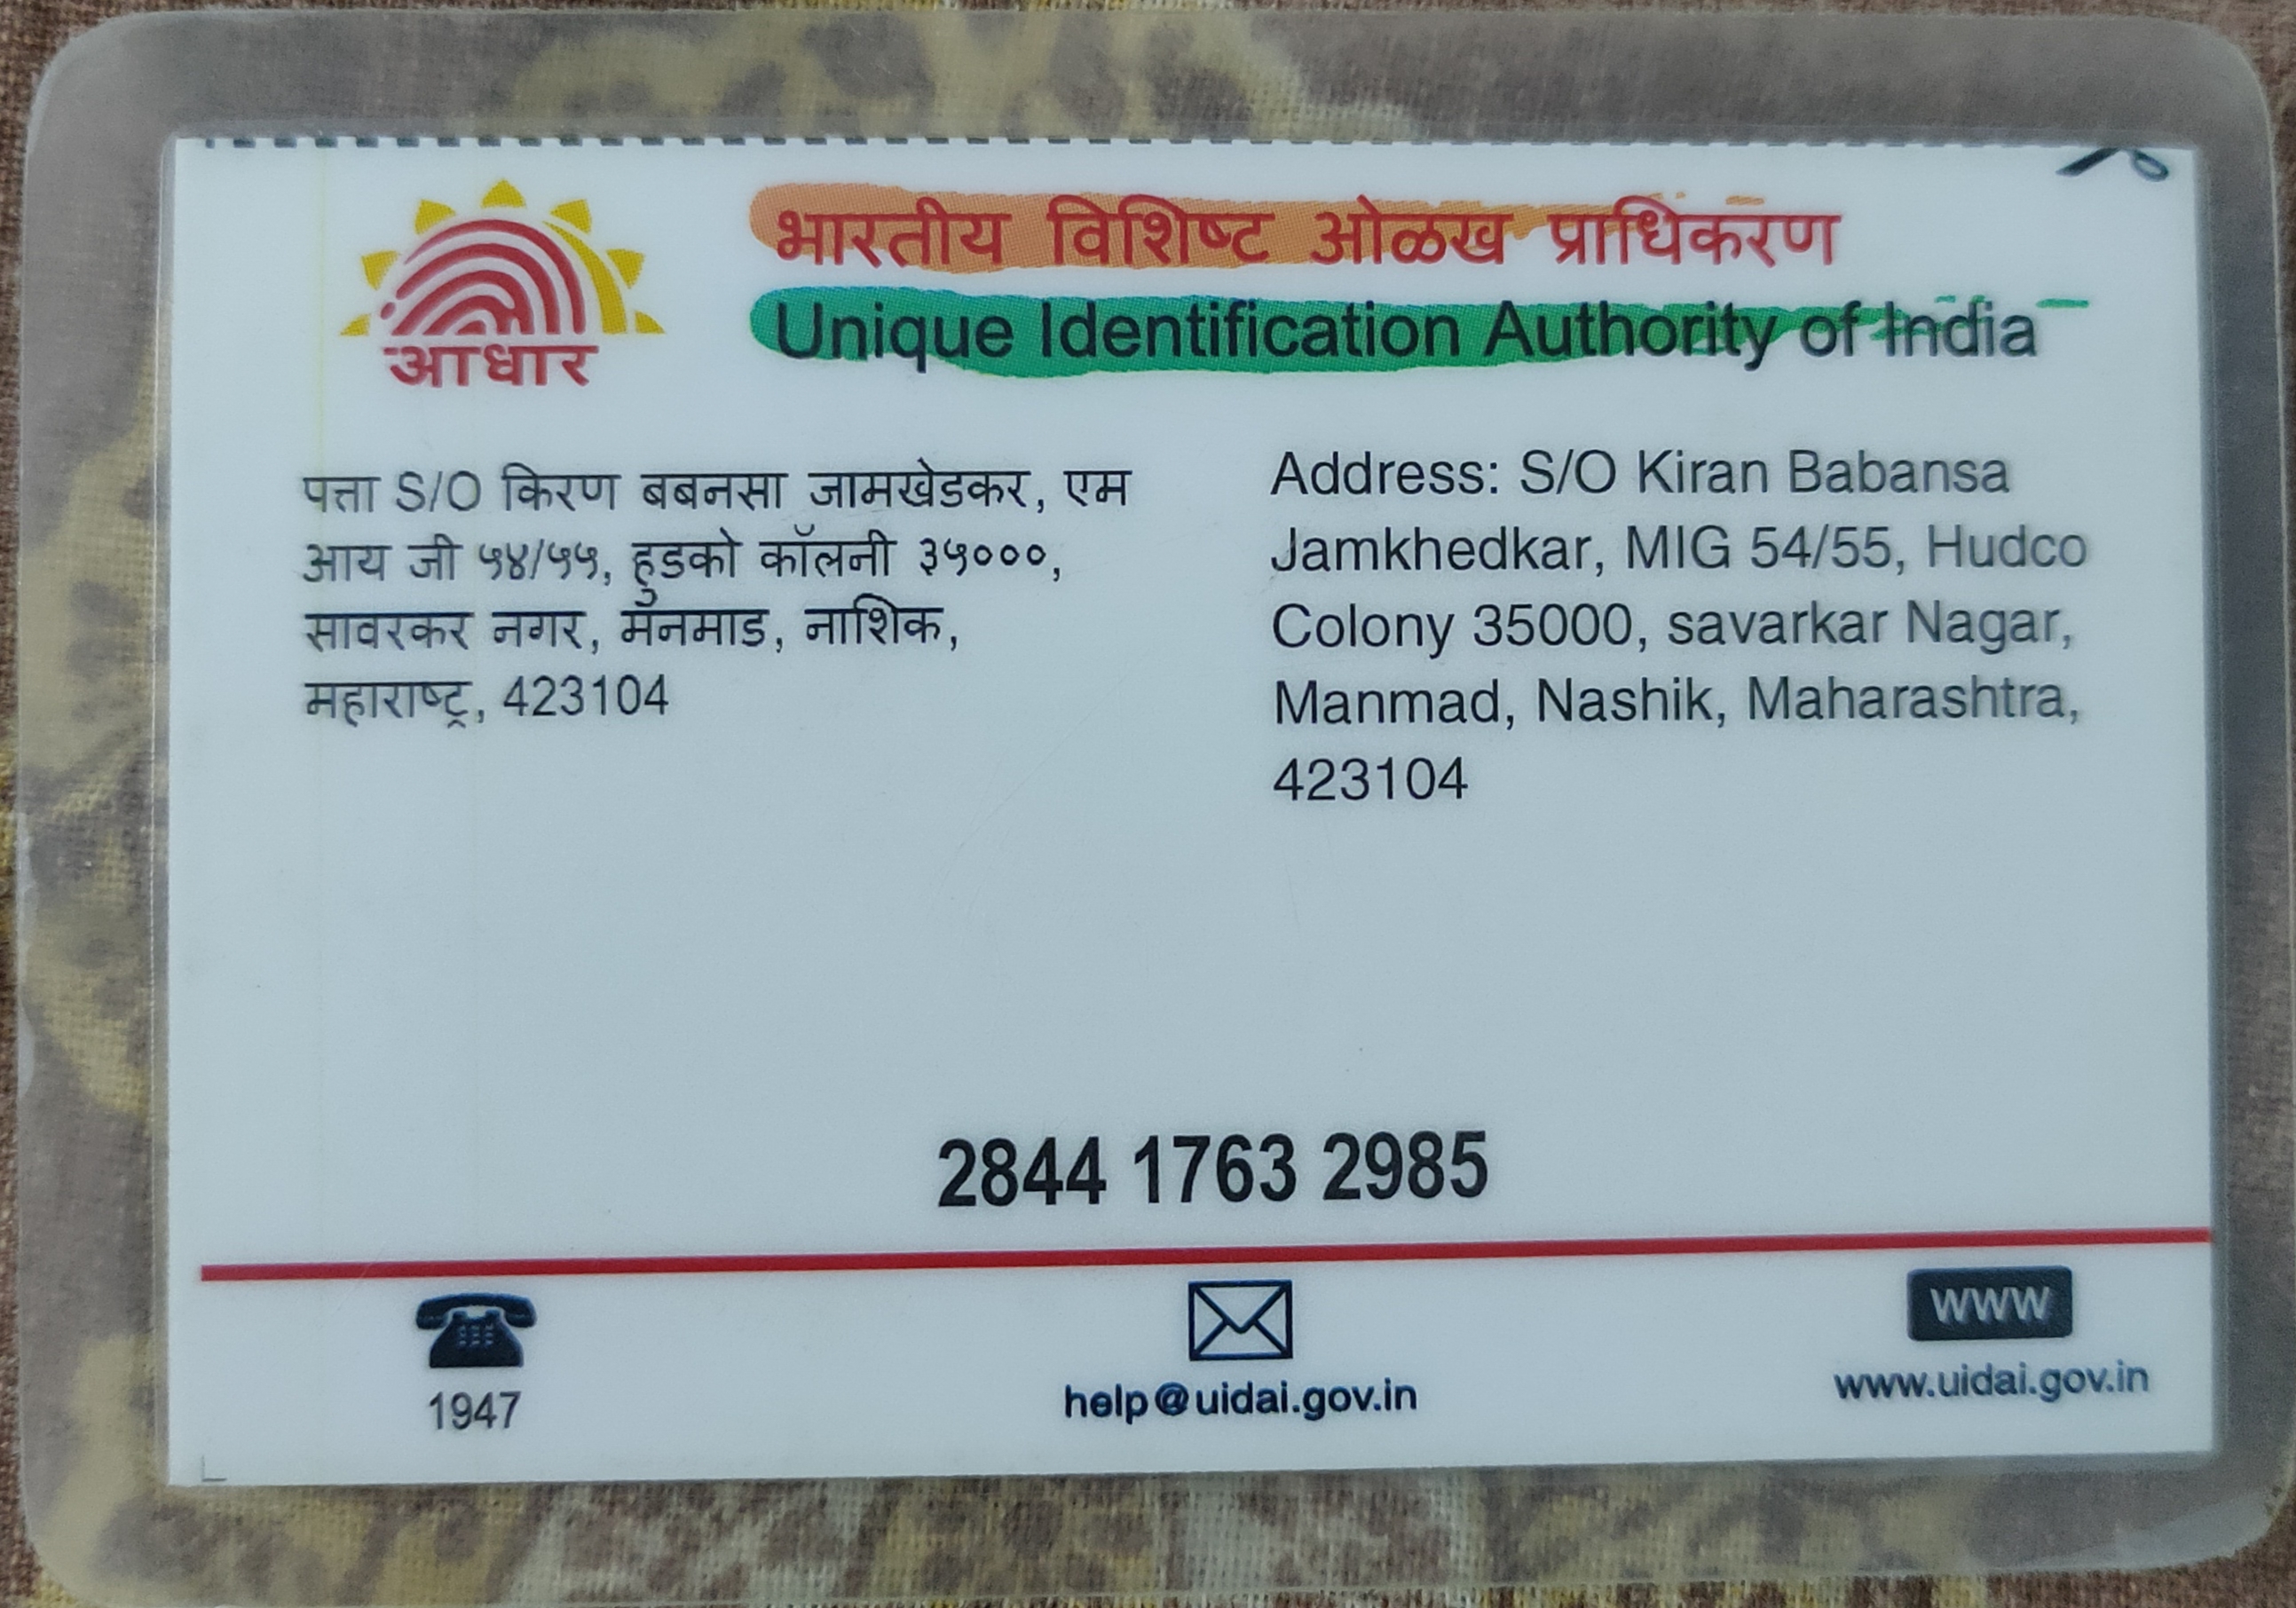 आधार
भारतीय विशिष्ट ओळख प्राधिकरण
Unique Identification Authority of India
पत्ता S/O किरण बबनसा जामखेडकर, एम
आय जी ५४/५५, हुडको कॉलनी ३५०००,
सावरकर नगर, मॅनमाड, नाशिक,
महाराष्ट्र, 423104
Address: S/O Kiran Babansa
Jamkhedkar, MIG 54/55, Hudco
Colony 35000, savarkar Nagar,
Manmad, Nashik, Maharashtra,
423104
2844 1763 2985
1947
help@uidai.gov.in
WWW
www.uidai.gov.in